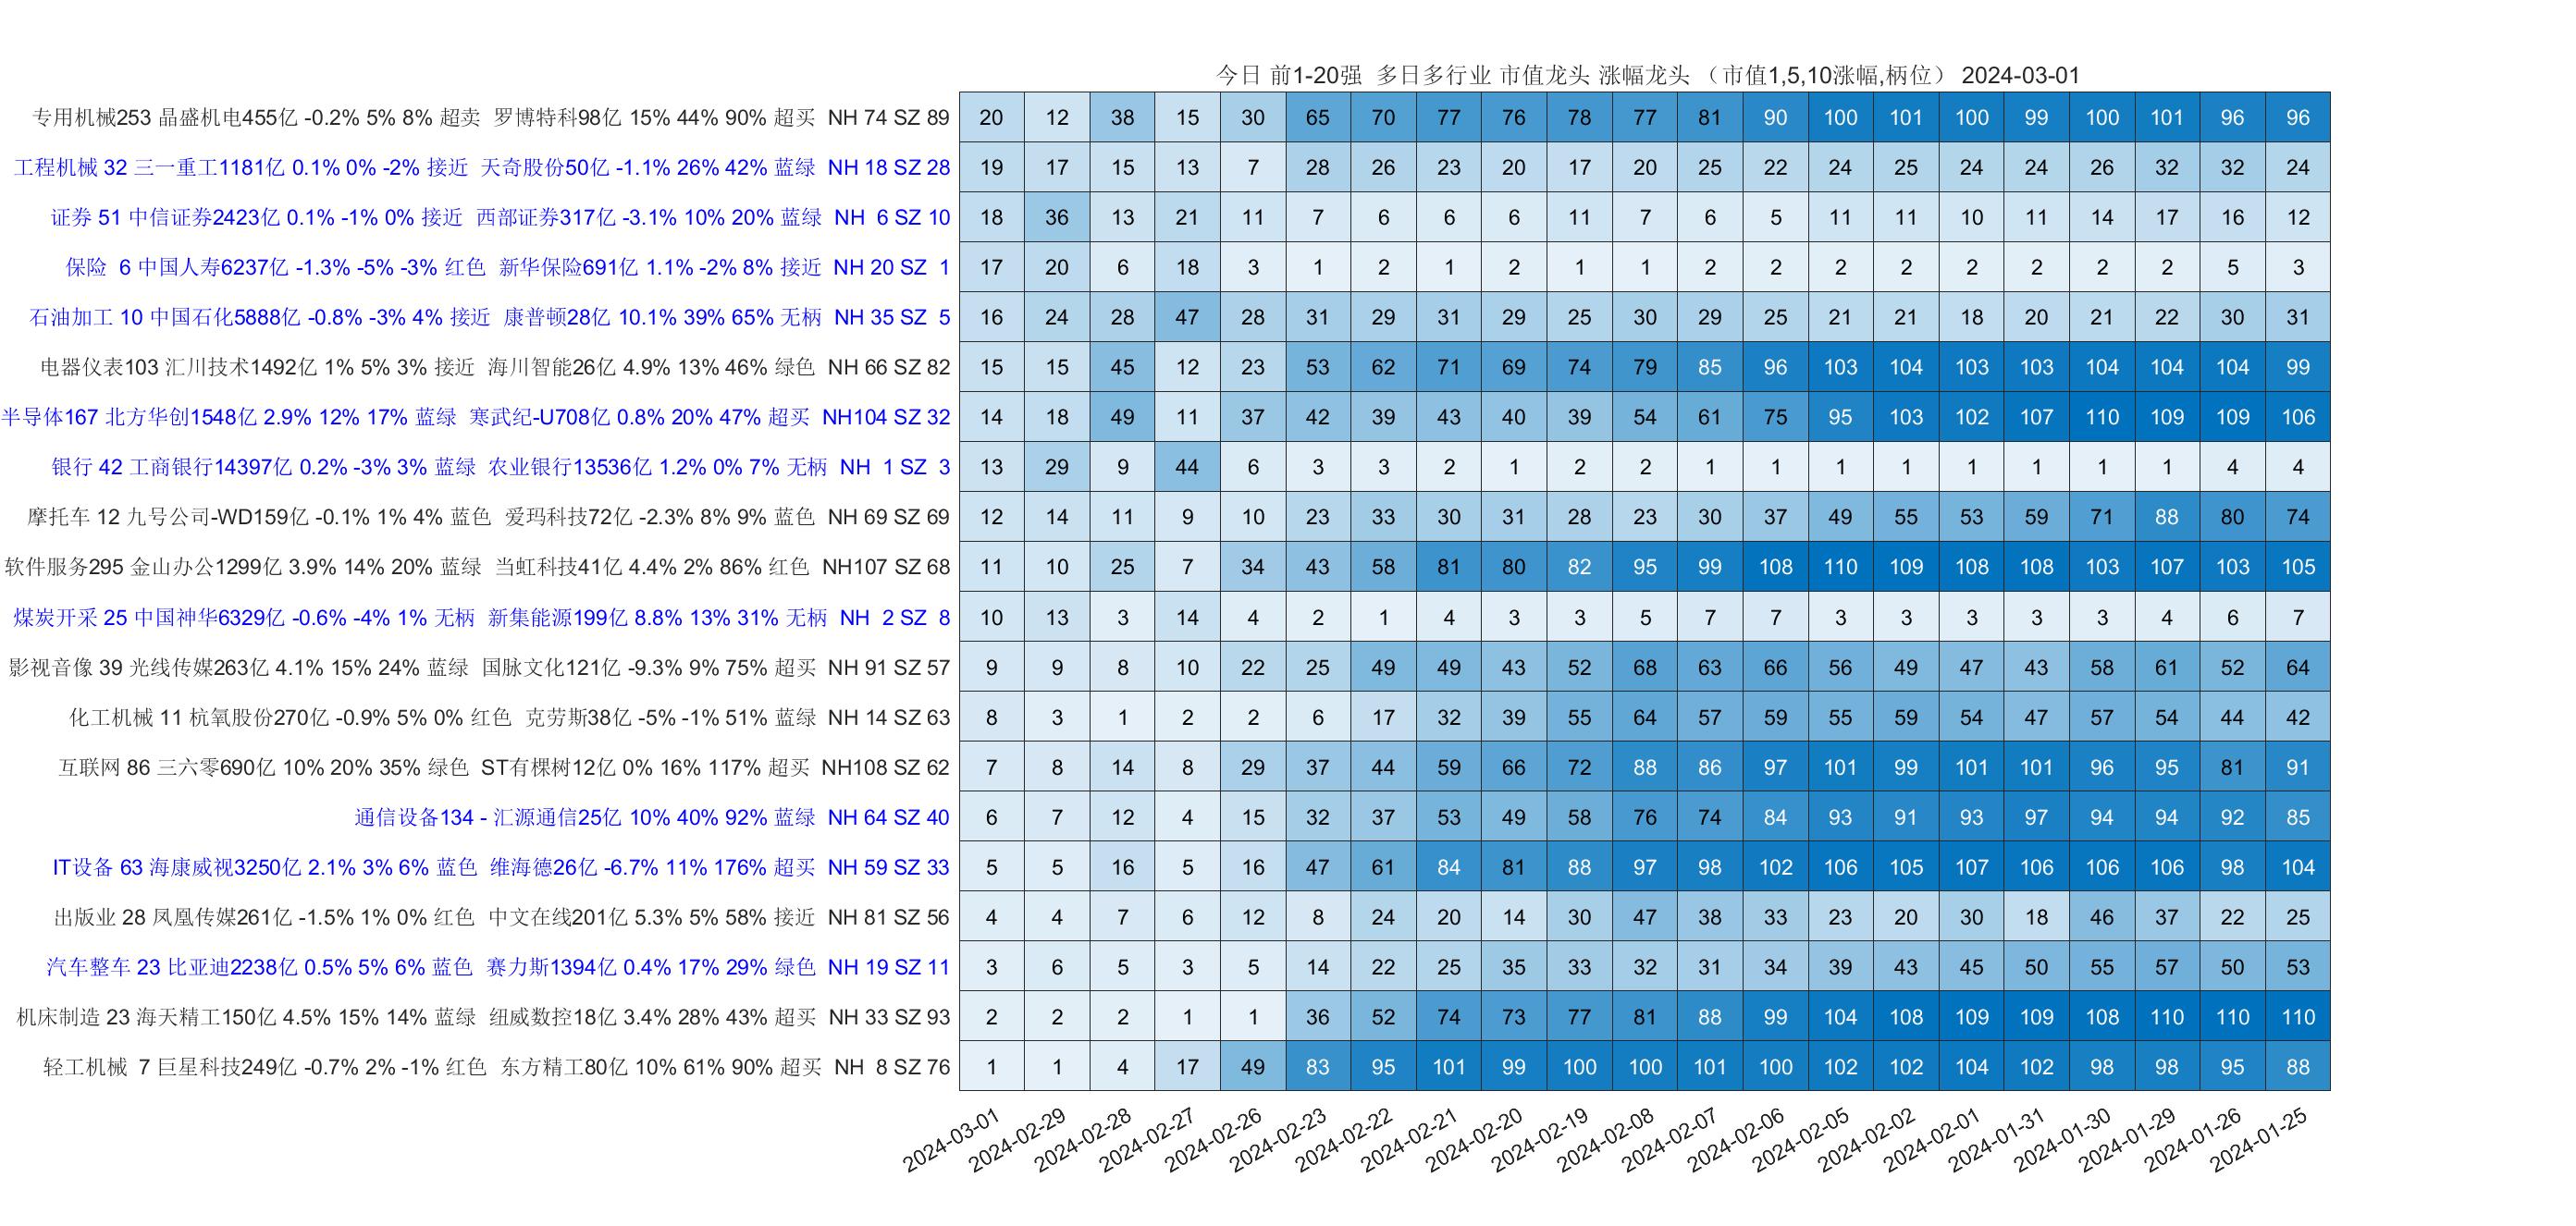 今日 前1-20强 多日多行业 市值龙头 涨幅龙头 （市值1,5,10涨幅,柄位） 2024-03-01
专用机械253 晶盛机电455亿 -0.2% 5% 8% 超卖 罗博特科98亿 15% 44% 90% 超买 NH 74 SZ 89 20 12 38 15 30 65 70 77 76 78 77 81 90 100 101 100 99 100 101 96 96
工程机械 32 三一重工1181亿 0.1% 0% -2% 接近 天奇股份50亿 -1.1% 26% 42% 蓝绿 NH 18 SZ 28 19 17 15 13 7 28 26 23 20 17 20 25 22 24 25 24 24 26 32 32 24
证券 51 中信证券2423亿 0.1% -1% 0% 接近 西部证券317亿 -3.1% 10% 20% 蓝绿 NH 6 SZ 10 18 36 13 21 11 7 6 6 6 11 7 6 5 11 11 10 11 14 17 16 12
保险 6 中国人寿6237亿 -1.3% -5% -3% 红色 新华保险691亿 1.1% -2% 8% 接近 NH 20 SZ 1 17 20 6 18 3 1 2 1 2 1 1 2 2 2 2 2 2 2 2 5 3
石油加工 10 中国石化5888亿 -0.8% -3% 4% 接近 康普顿28亿 10.1% 39% 65% 无柄 NH 35 SZ 5 16 24 28 47 28 31 29 31 29 25 30 29 25 21 21 18 20 21 22 30 31
电器仪表103 汇川技术1492亿 1% 5% 3% 接近 海川智能26亿 4.9% 13% 46% 绿色 NH 66 SZ 82 15 15 45 12 23 53 62 71 69 74 79 85 96 103 104 103 103 104 104 104 99
半导体167 北方华创1548亿 2.9% 12% 17% 蓝绿 寒武纪-U708亿 0.8% 20% 47% 超买 NH104 SZ 32 14 18 49 11 37 42 39 43 40 39 54 61 75 95 103 102 107 110 109 109 106
银行 42 工商银行14397亿 0.2% -3% 3% 蓝绿 农业银行13536亿 1.2% 0% 7% 无柄 NH 1 SZ 3 13 29 9 44 6 3 3 2 1 2 2 1 1 1 1 1 1 1 1 4 4
摩托车 12 九号公司-WD159亿 -0.1% 1% 4% 蓝色 爱玛科技72亿 -2.3% 8% 9% 蓝色 NH 69 SZ 69 12 14 11 9 10 23 33 30 31 28 23 30 37 49 55 53 59 71 88 80 74
软件服务295 金山办公1299亿 3.9% 14% 20% 蓝绿 当虹科技41亿 4.4% 2% 86% 红色 NH107 SZ 68 11 10 25 7 34 43 58 81 80 82 95 99 108 110 109 108 108 103 107 103 105
煤炭开采 25 中国神华6329亿 -0.6% -4% 1% 无柄 新集能源199亿 8.8% 13% 31% 无柄 NH 2 SZ 8 10 13 3 14 4 2 1 4 3 3 5 7 7 3 3 3 3 3 4 6 7
影视音像 39 光线传媒263亿 4.1% 15% 24% 蓝绿 国脉文化121亿 -9.3% 9% 75% 超买 NH 91 SZ 57 9 9 8 10 22 25 49 49 43 52 68 63 66 56 49 47 43 58 61 52 64
化工机械 11 杭氧股份270亿 -0.9% 5% 0% 红色 克劳斯38亿 -5% -1% 51% 蓝绿 NH 14 SZ 63 8 3 1 2 2 6 17 32 39 55 64 57 59 55 59 54 47 57 54 44 42
互联网 86 三六零690亿 10% 20% 35% 绿色 ST有棵树12亿 0% 16% 117% 超买 NH108 SZ 62 7 8 14 8 29 37 44 59 66 72 88 86 97 101 99 101 101 96 95 81 91
通信设备134 - 汇源通信25亿 10% 40% 92% 蓝绿 NH 64 SZ 40 6 7 12 4 15 32 37 53 49 58 76 74 84 93 91 93 97 94 94 92 85
IT设备 63 海康威视3250亿 2.1% 3% 6% 蓝色 维海德26亿 -6.7% 11% 176% 超买 NH 59 SZ 33 5 5 16 5 16 47 61 84 81 88 97 98 102 106 105 107 106 106 106 98 104
出版业 28 凤凰传媒261亿 -1.5% 1% 0% 红色 中文在线201亿 5.3% 5% 58% 接近 NH 81 SZ 56 4 4 7 6 12 8 24 20 14 30 47 38 33 23 20 30 18 46 37 22 25
汽车整车 23 比亚迪2238亿 0.5% 5% 6% 蓝色 赛力斯1394亿 0.4% 17% 29% 绿色 NH 19 SZ 11 3 6 5 3 5 14 22 25 35 33 32 31 34 39 43 45 50 55 57 50 53
机床制造 23 海天精工150亿 4.5% 15% 14% 蓝绿 纽威数控18亿 3.4% 28% 43% 超买 NH 33 SZ 93 2 2 2 1 1 36 52 74 73 77 81 88 99 104 108 109 109 108 110 110 110
轻工机械 7 巨星科技249亿 -0.7% 2% -1% 红色 东方精工80亿 10% 61% 90% 超买 NH 8 SZ 76 1 1 4 17 49 83 95 101 99 100 100 101 100 102 102 104 102 98 98 95 88
2024-03-01 2024-02-29 2024-02-28 2024-02-27 2024-02-26 2024-02-23 2024-02-22 2024-02-21 2024-02-20 2024-02-19 2024-02-08 2024-02-07 2024-02-06 2024-02-05 2024-02-02 2024-02-01 2024-01-31 2024-01-30 2024-01-29 2024-01-26 2024-01-25